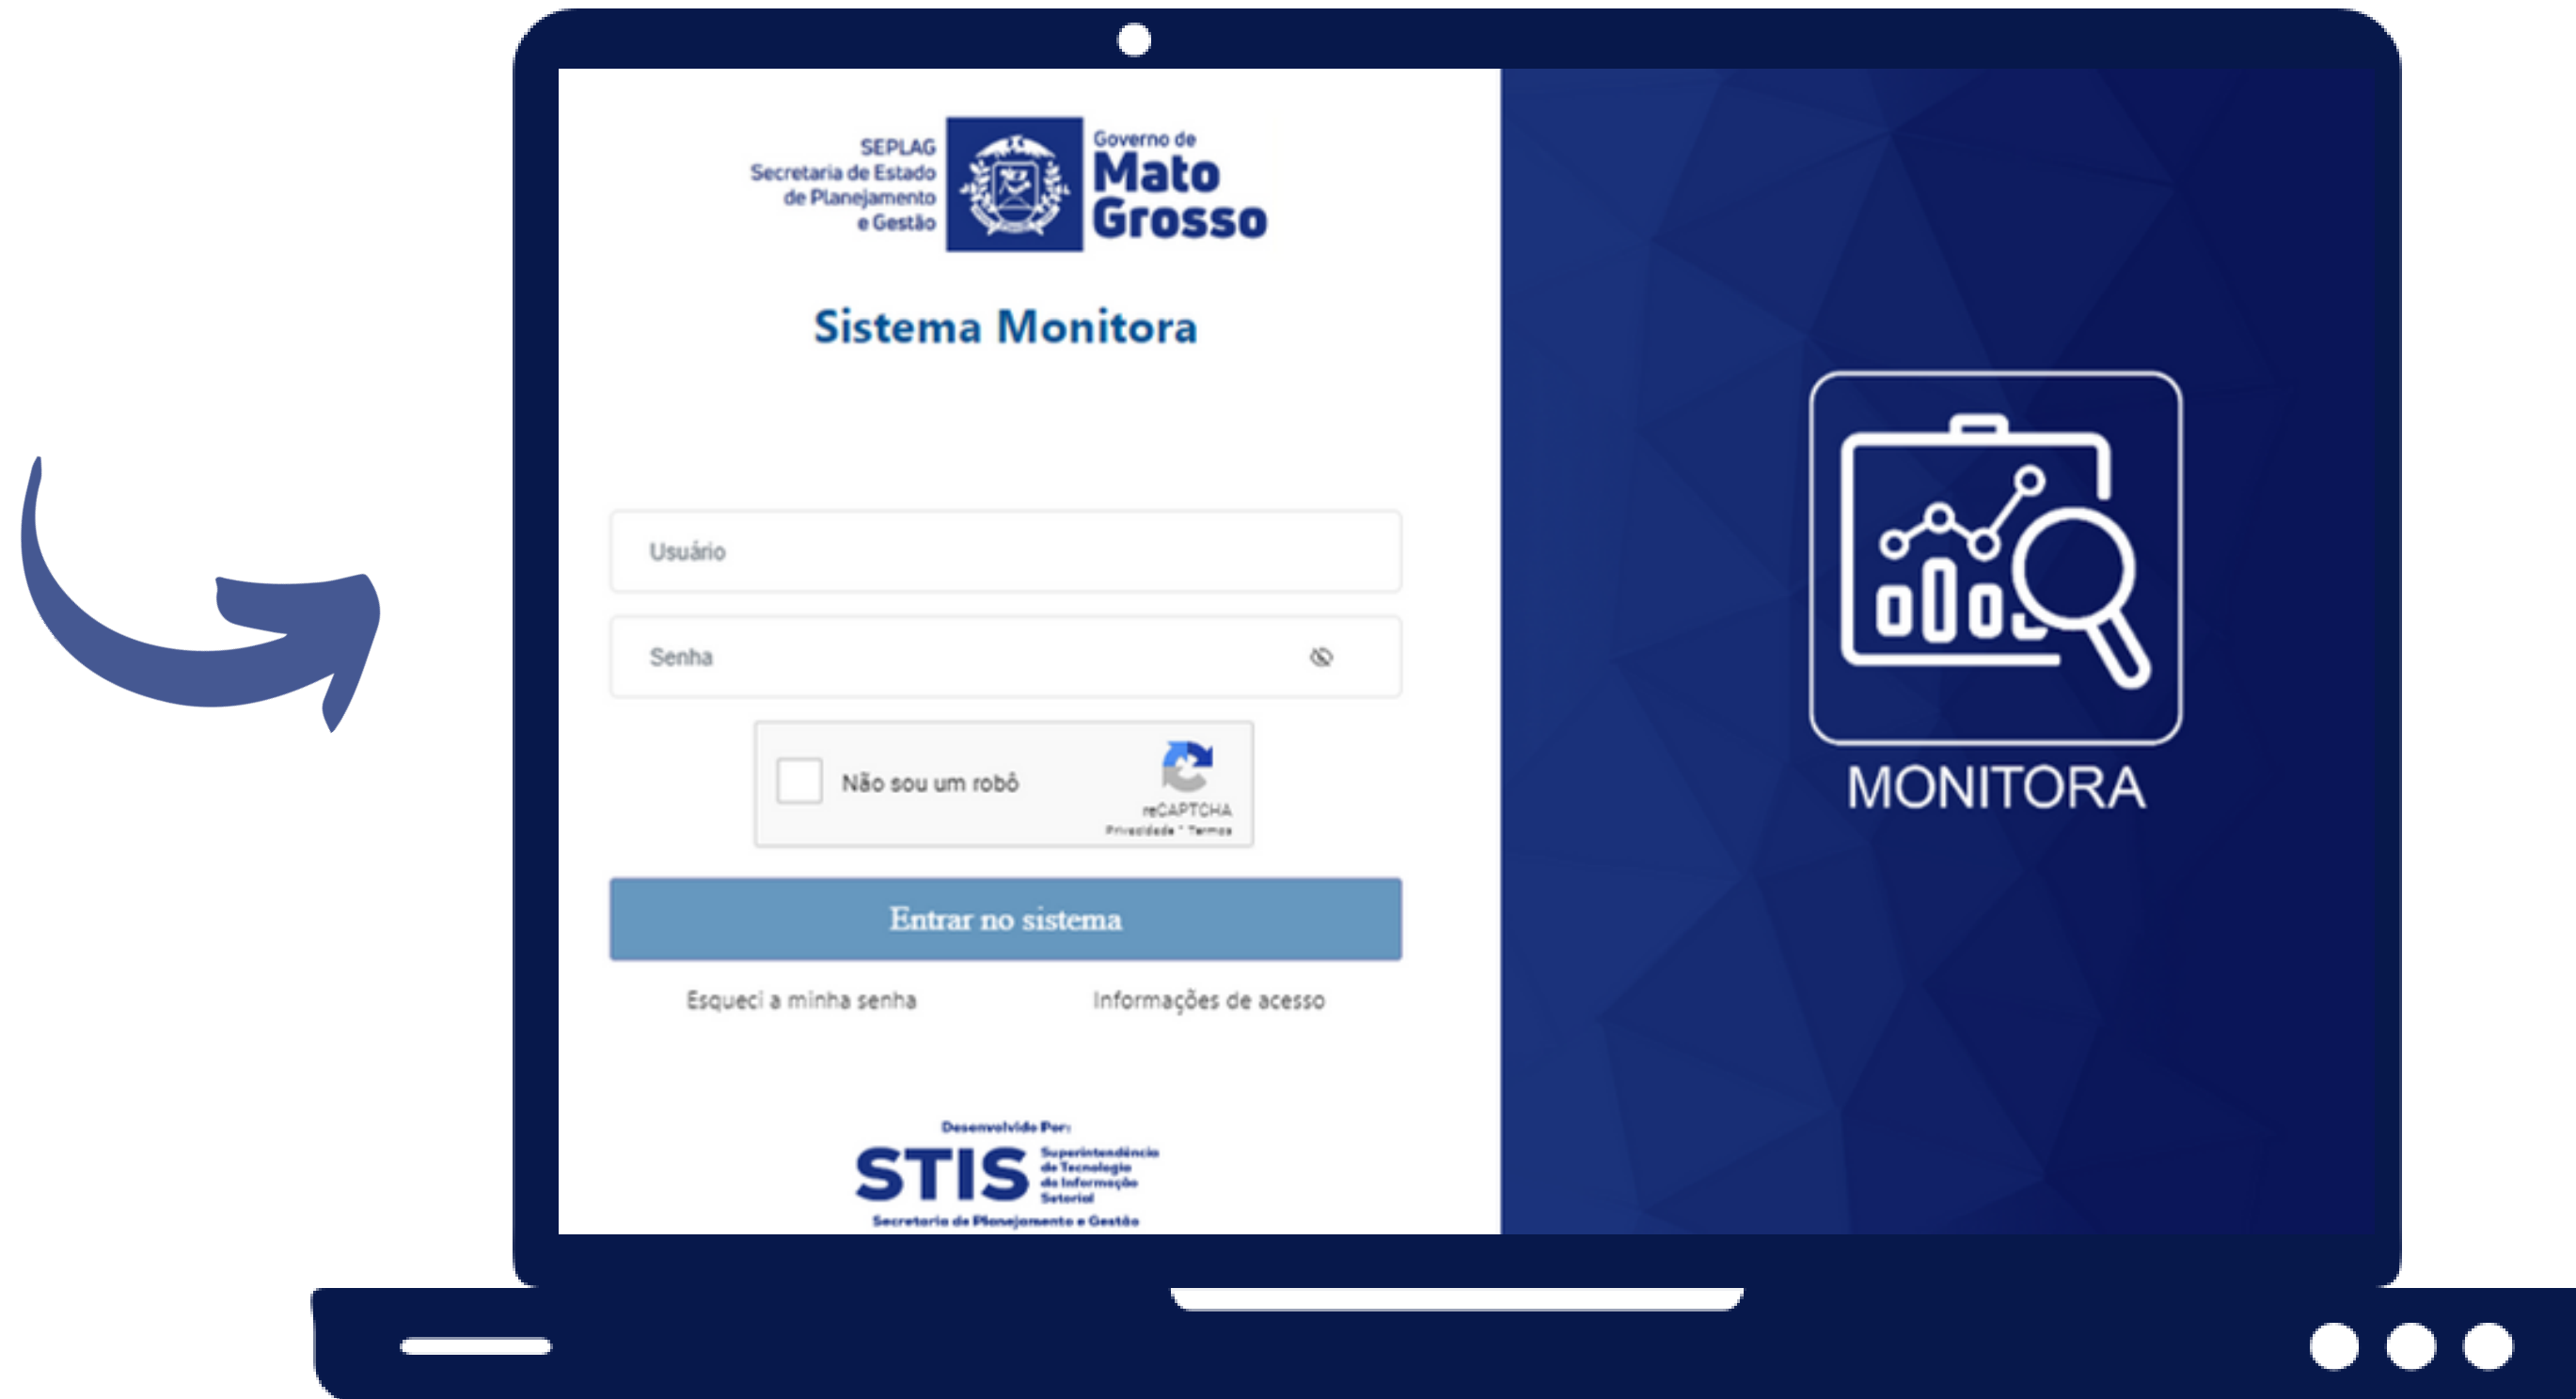 SEPLAG
Secretaria de Estado
de Planejamento
e Gestão
Governo de
Mato
Grosso
Sistema Monitora
Usuário
Senha
Não sou um robô
reCAPTCHA
Privacidade - Termos
Entrar no sistema
Esqueci a minha senha
Informações de acesso
Desenvolvido Por:
STIS
Superintendência
de Tecnologia
da Informação
Setorial
Secretaria de Planejamento e Gestão
MONITORA